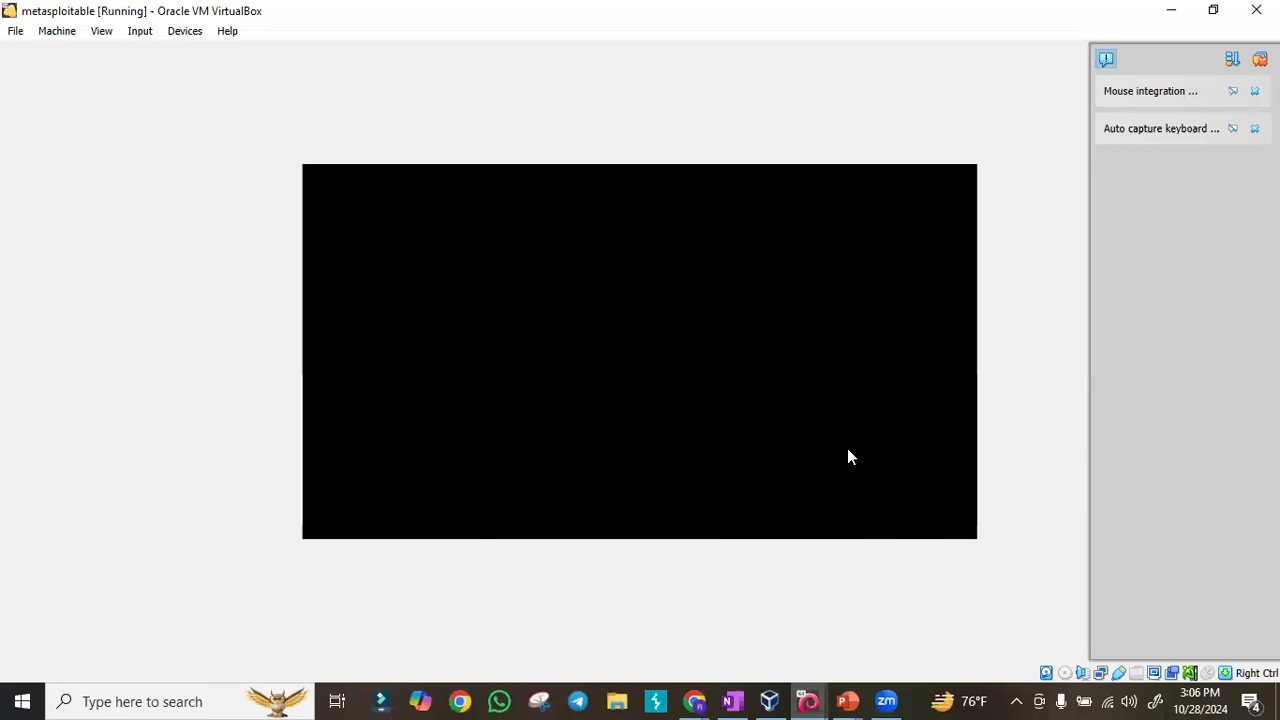 metasploitable [Running] - Oracle VM VirtualBox
File Machine View Input Devices Help
Mouse integration ...
Auto capture keyboard ...
Right Ctrl
Type here to search
76°F
3:06 PM
10/28/2024
4